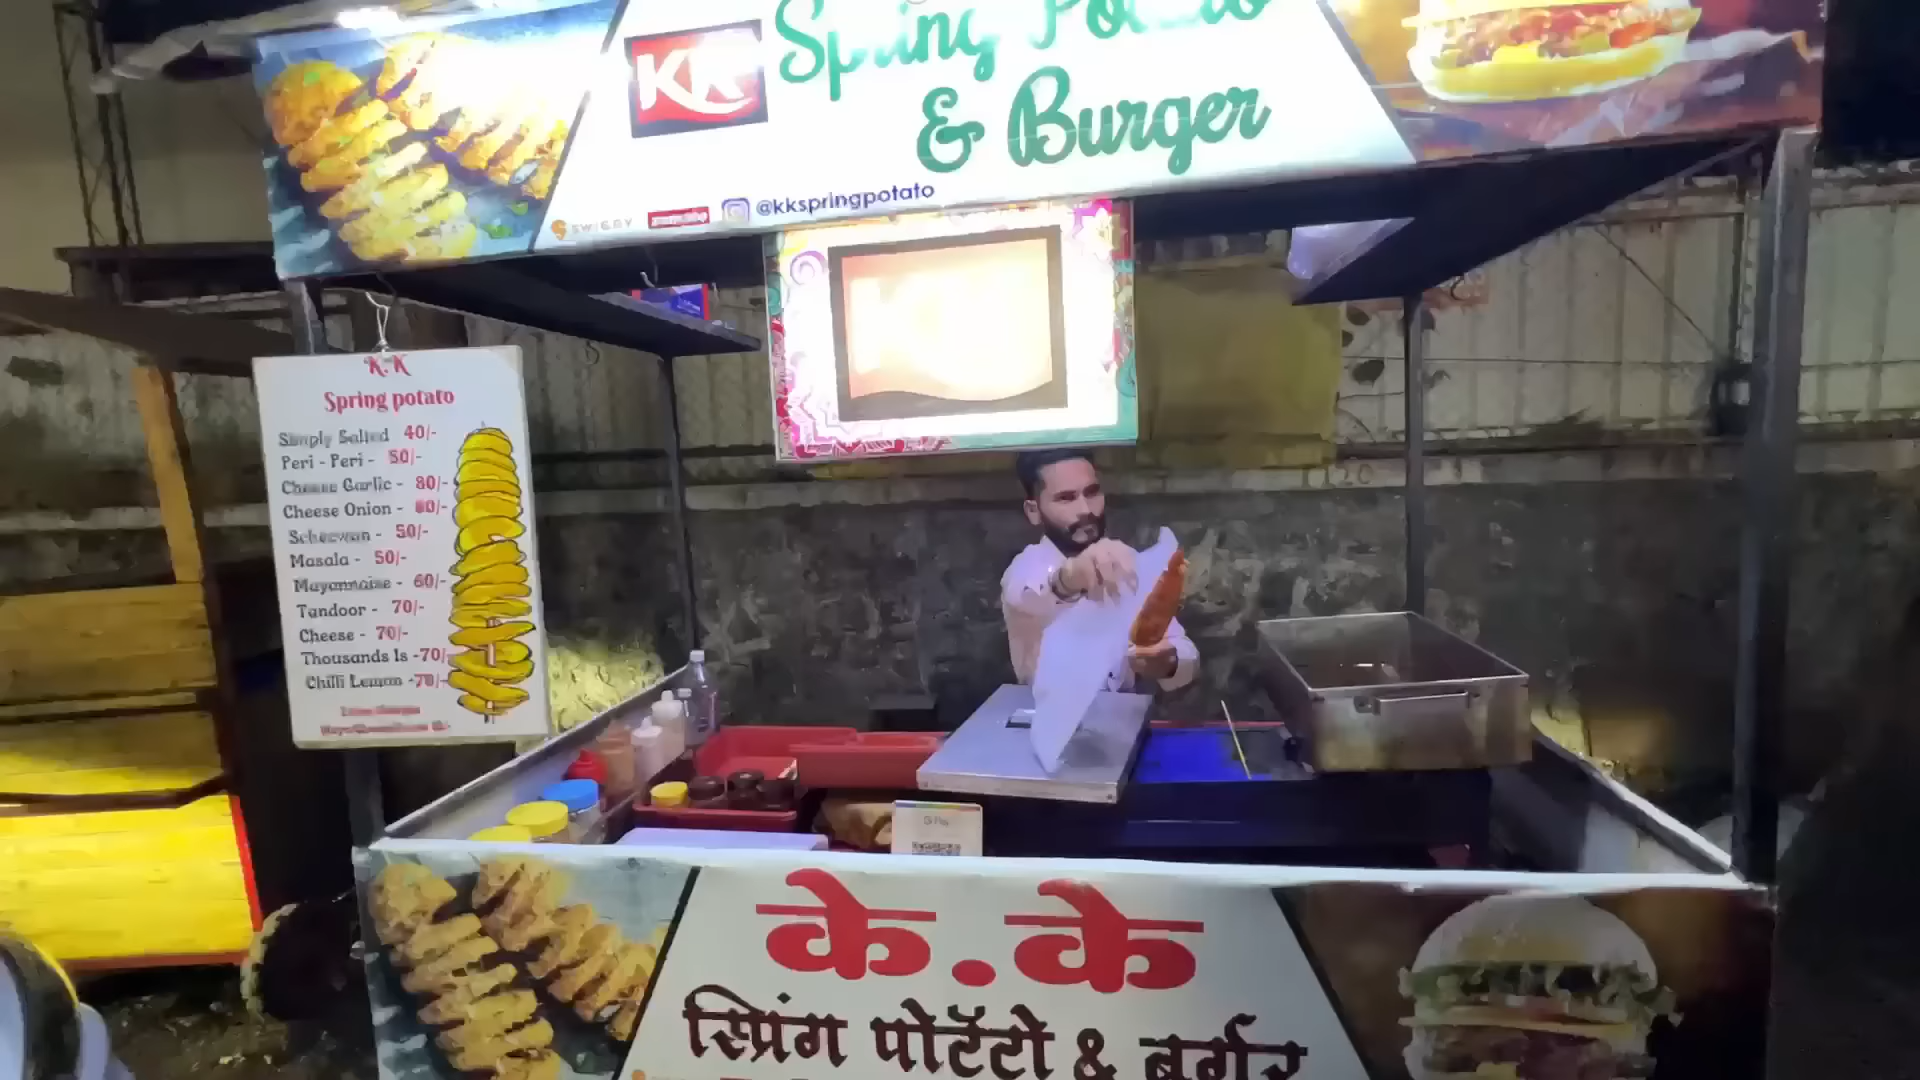 KK
Spring Potato
& Burger
SWIGGY
@kkspringpotato
K.K
Spring potato
Simply Salted 40/-
Peri - Peri - 50/-
Cheese Garlic - 80/-
Cheese Onion - 80/-
Schezwan - 50/-
Masala - 50/-
Mayonnaise - 60/-
Tandoor - 70/-
Cheese - 70/-
Thousands Is -70/-
Chilli Lemon -70/-
के.के
स्प्रिंग पोटॅटो & बर्गर